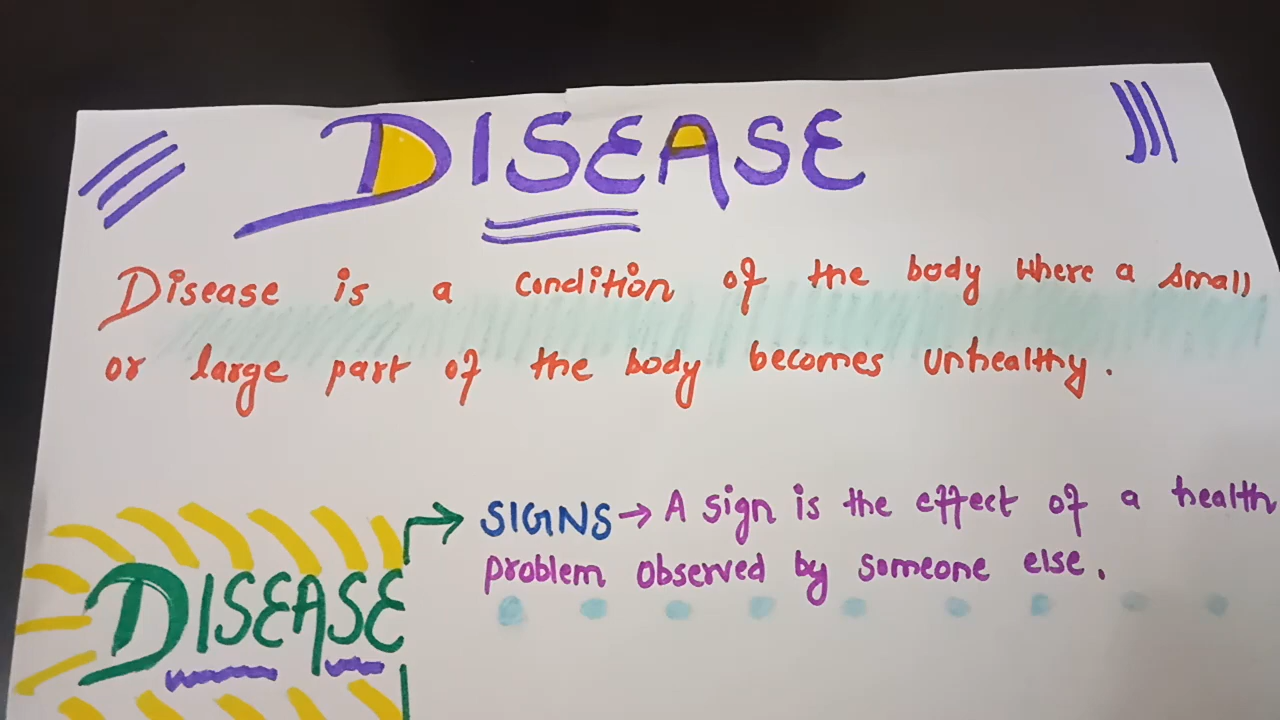 DISEASE
Disease is a condition of the body where a small
or large part of the body becomes unhealthy.
SIGNS → A sign is the effect of a health
problem observed by someone else.
DISEASE